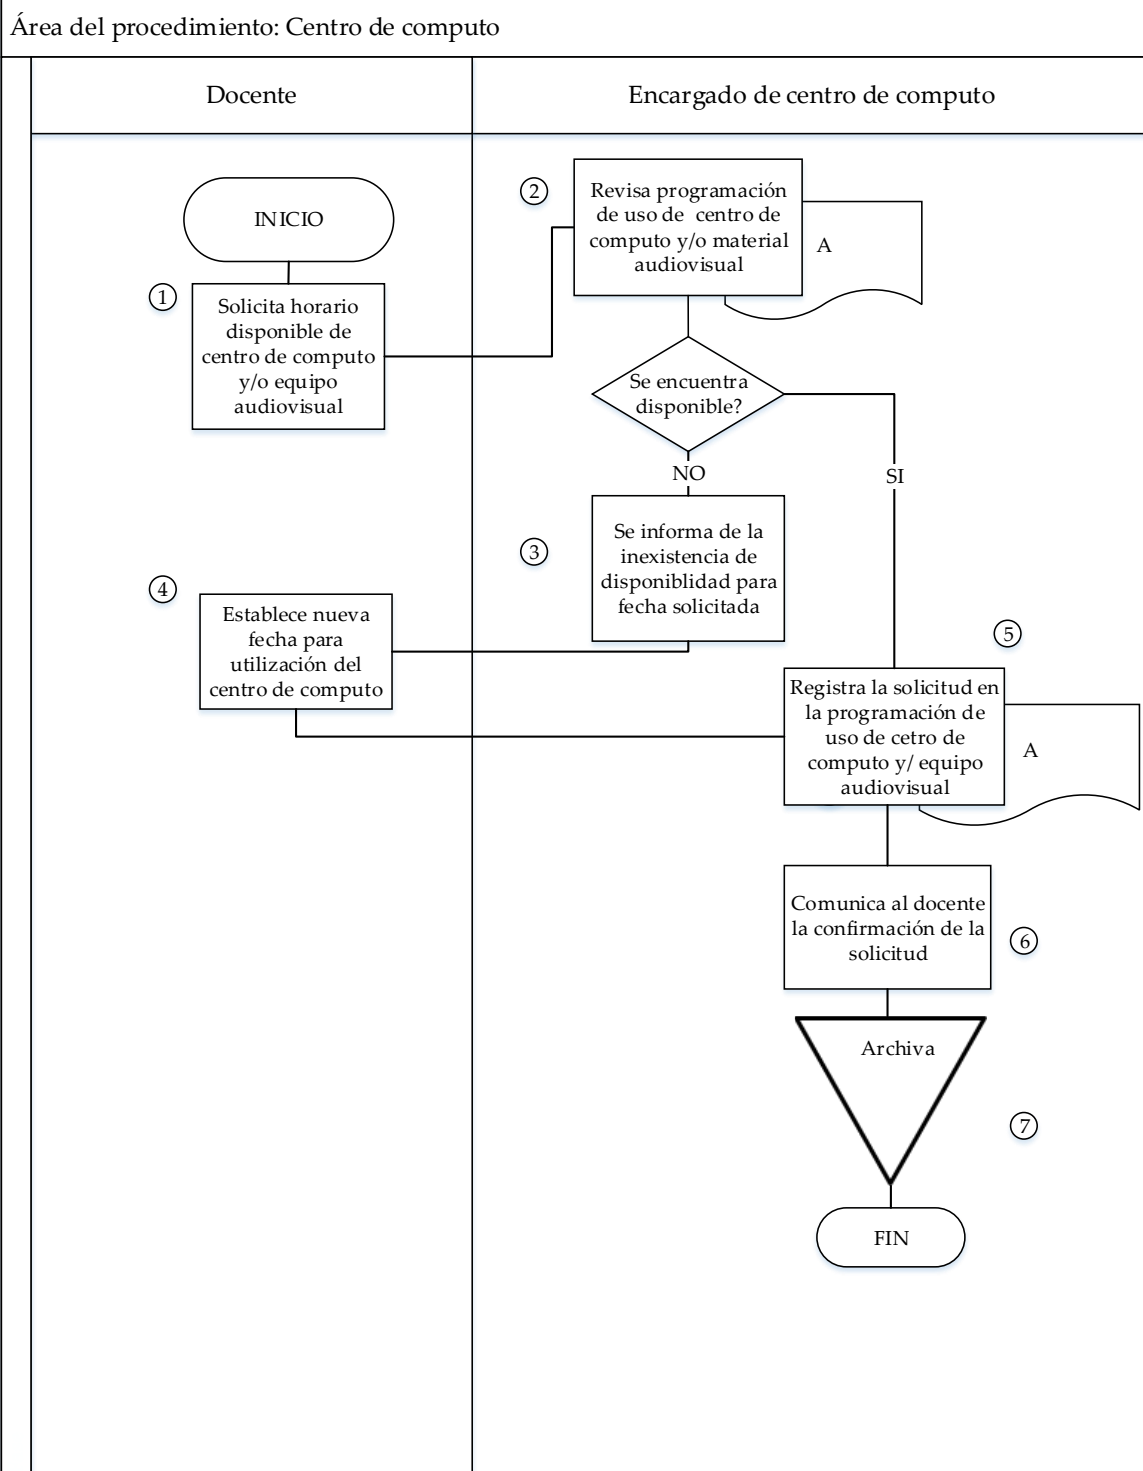 Área del procedimiento: Centro de computo
Docente
Encargado de centro de computo
INICIO
1
Solicita horario
disponible de
centro de computo
y/o equipo
audiovisual
2
Revisa programación
de uso de centro de
computo y/o material
audiovisual
A
Se encuentra
disponible?
NO
SI
3
Se informa de la
inexistencia de
disponiblidad para
fecha solicitada
4
Establece nueva
fecha para
utilización del
centro de computo
5
Registra la solicitud en
la programación de
uso de cetro de
computo y/ equipo
audiovisual
A
Comunica al docente
la confirmación de la
solicitud
6
Archiva
7
FIN